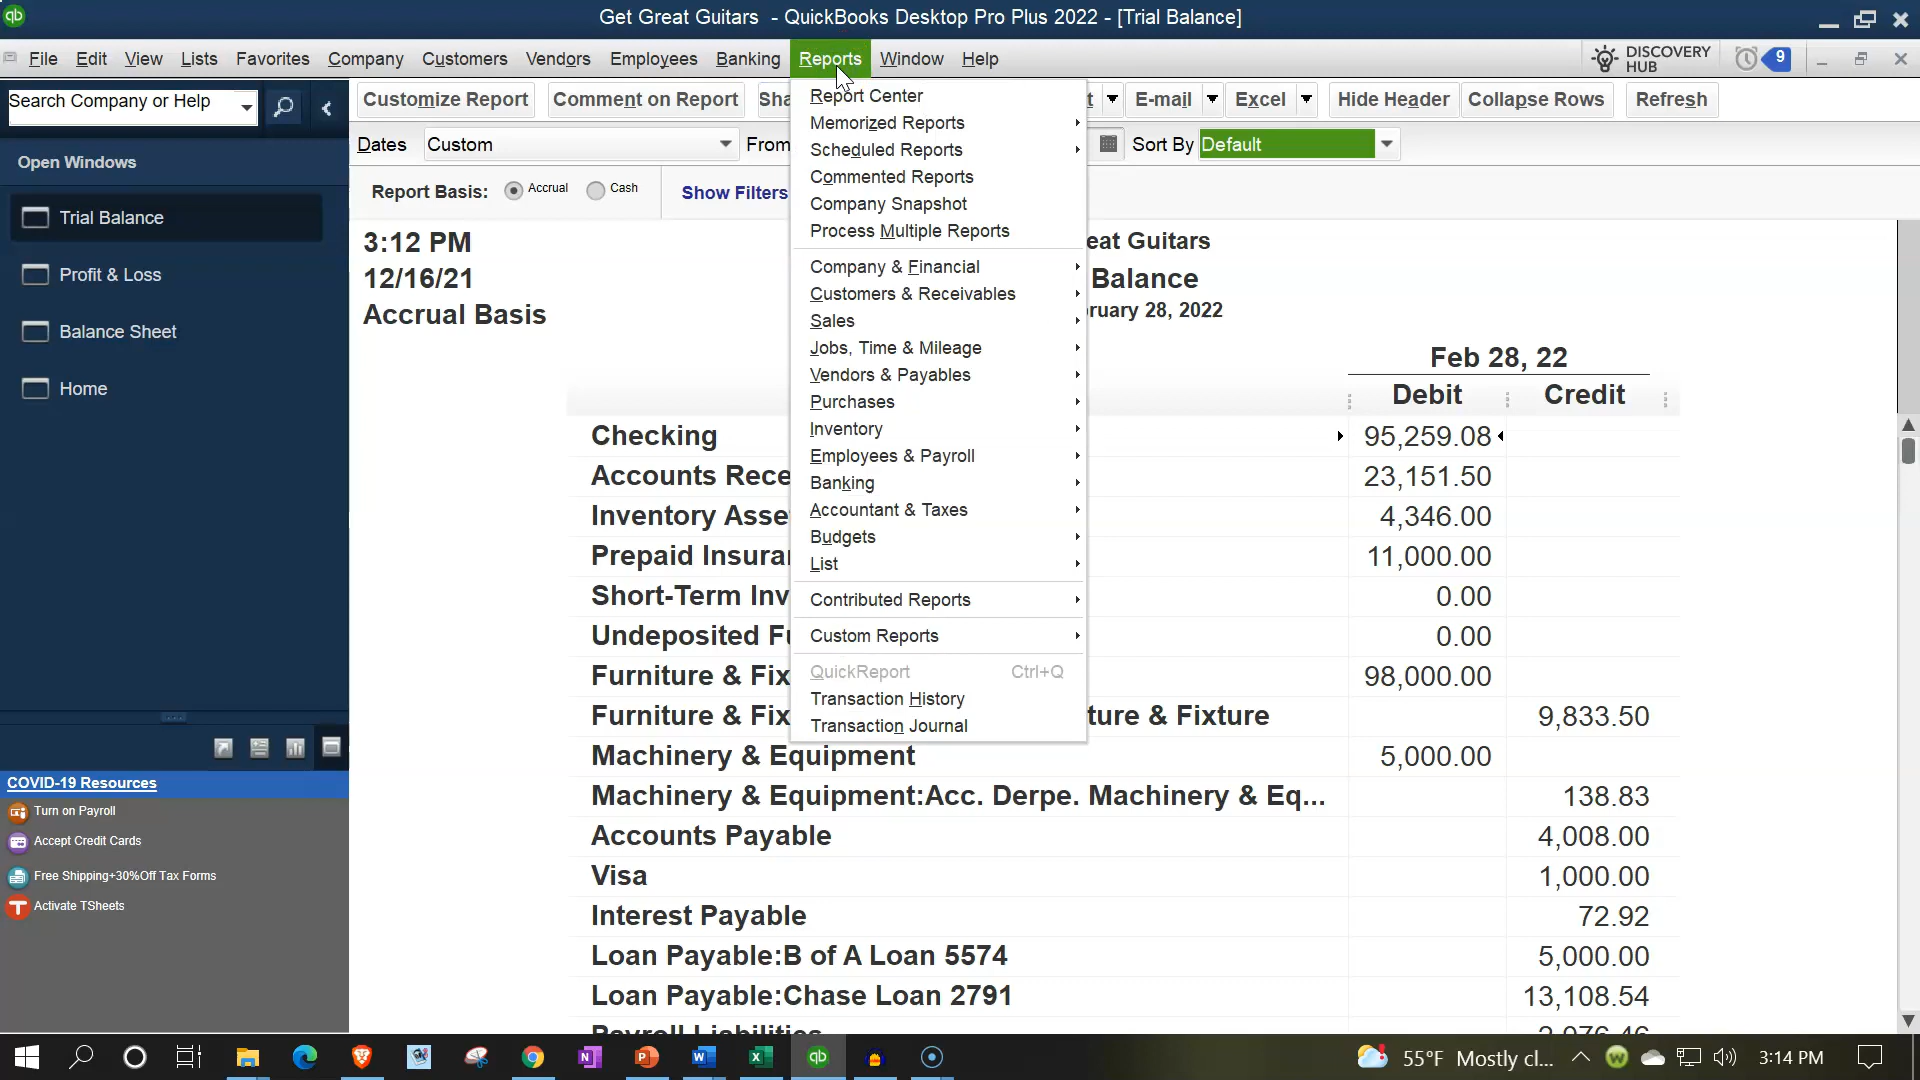 qb Get Great Guitars - QuickBooks Desktop Pro Plus 2022 - [Trial Balance]
File Edit View Lists Favorites Company Customers Vendors Employees Banking Reports Window Help DISCOVERY HUB 9
Search Company or Help
Customize Report Comment on Report Sha t E-mail Excel Hide Header Collapse Rows Refresh
Dates Custom From Sort By Default
Report Basis: Accrual Cash Show Filters
Open Windows
Trial Balance
Profit & Loss
Balance Sheet
Home
COVID-19 Resources
Turn on Payroll
Accept Credit Cards
Free Shipping+30%Off Tax Forms
Activate TSheets
Report Center
Memorized Reports
Scheduled Reports
Commented Reports
Company Snapshot
Process Multiple Reports
Company & Financial
Customers & Receivables
Sales
Jobs, Time & Mileage
Vendors & Payables
Purchases
Inventory
Employees & Payroll
Banking
Accountant & Taxes
Budgets
List
Contributed Reports
Custom Reports
QuickReport Ctrl+Q
Transaction History
Transaction Journal
3:12 PM
12/16/21
Accrual Basis
eat Guitars
Balance
ruary 28, 2022
Feb 28, 22
Debit Credit
Checking 95,259.08
Accounts Rece 23,151.50
Inventory Asse 4,346.00
Prepaid Insura 11,000.00
Short-Term Inv 0.00
Undeposited Fu 0.00
Furniture & Fix 98,000.00
Furniture & Fix ture & Fixture 9,833.50
Machinery & Equipment 5,000.00
Machinery & Equipment:Acc. Derpe. Machinery & Eq... 138.83
Accounts Payable 4,008.00
Visa 1,000.00
Interest Payable 72.92
Loan Payable:B of A Loan 5574 5,000.00
Loan Payable:Chase Loan 2791 13,108.54
Payroll Liabilities 2,076.46
55°F Mostly cl... 3:14 PM